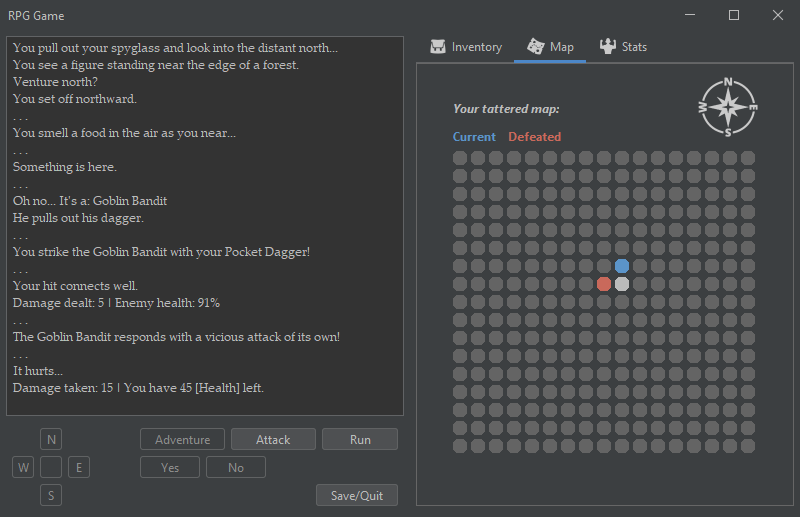 RPG Game
You pull out your spyglass and look into the distant north...
You see a figure standing near the edge of a forest.
Venture north?
You set off northward.
. . .
You smell a food in the air as you near...
. . .
Something is here.
. . .
Oh no... It's a: Goblin Bandit
He pulls out his dagger.
. . .
You strike the Goblin Bandit with your Pocket Dagger!
. . .
Your hit connects well.
Damage dealt: 5 | Enemy health: 91%
. . .
The Goblin Bandit responds with a vicious attack of its own!
. . .
It hurts...
Damage taken: 15 | You have 45 [Health] left.
N
W E
S
Adventure Attack Run
Yes No
Save/Quit
Inventory Map Stats
Your tattered map:
N
W E
S
Current Defeated